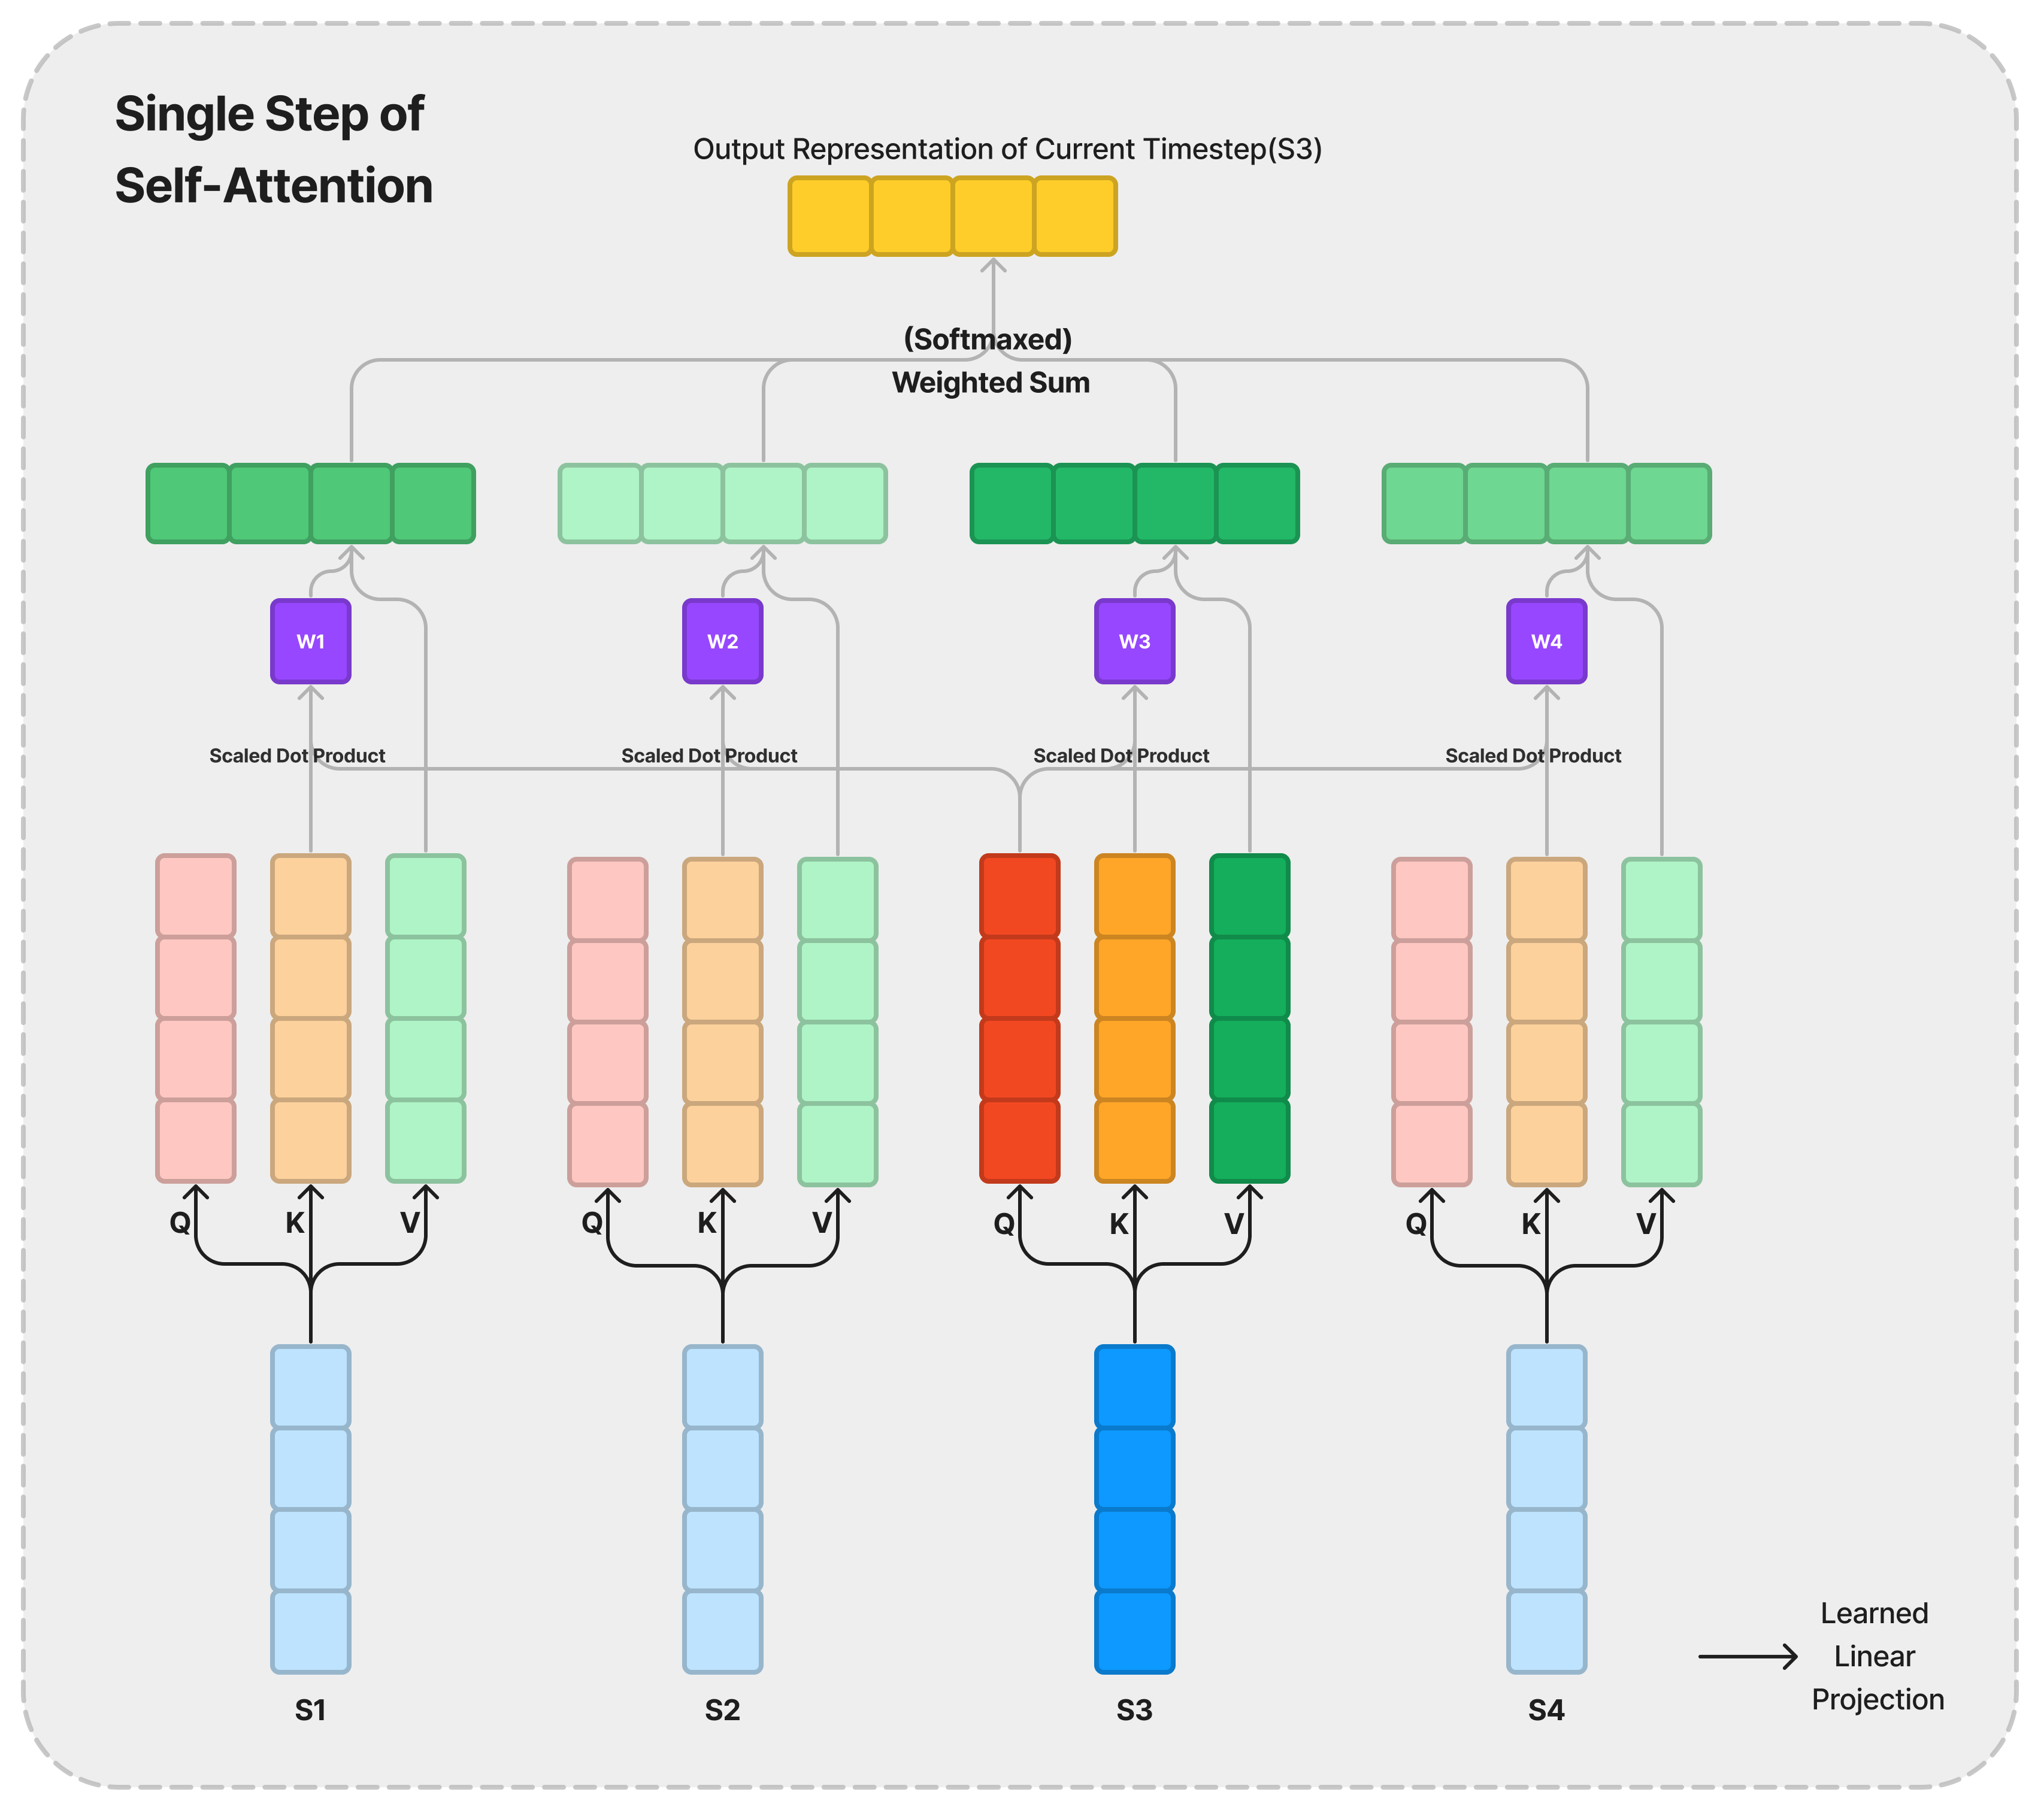 Single Step of
Self-Attention
Output Representation of Current Timestep(S3)
(Softmaxed)
Weighted Sum
W1
W2
W3
W4
Scaled Dot Product
Scaled Dot Product
Scaled Dot Product
Scaled Dot Product
Q
K
V
Q
K
V
Q
K
V
Q
K
V
Learned
Linear
Projection
S1
S2
S3
S4